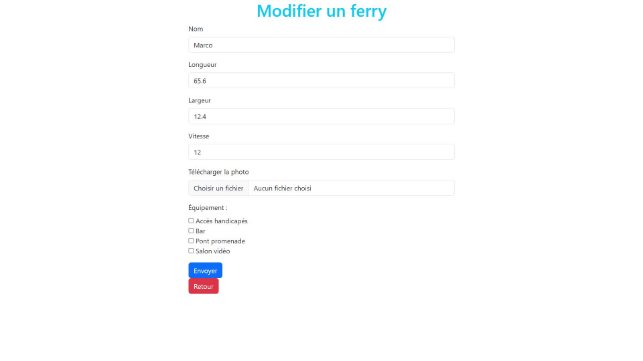 Modifier un ferry
Nom
Marco
Longueur
65.6
Largeur
12.4
Vitesse
12
Télécharger la photo
Choisir un fichier Aucun fichier choisi
Équipement :
Accès handicapés
Bar
Pont promenade
Salon vidéo
Envoyer
Retour